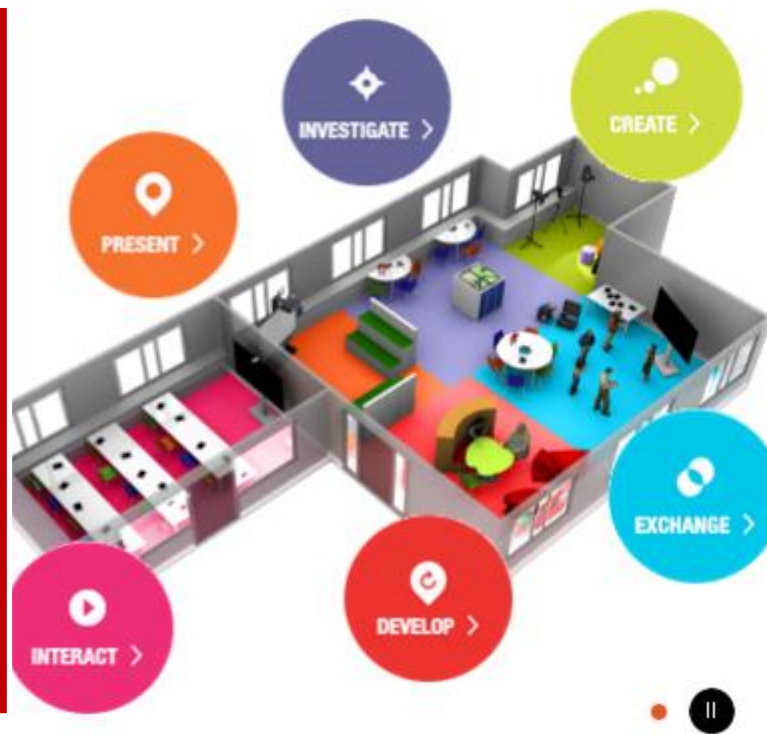 INVESTIGATE
CREATE
PRESENT
EXCHANGE
DEVELOP
INTERACT